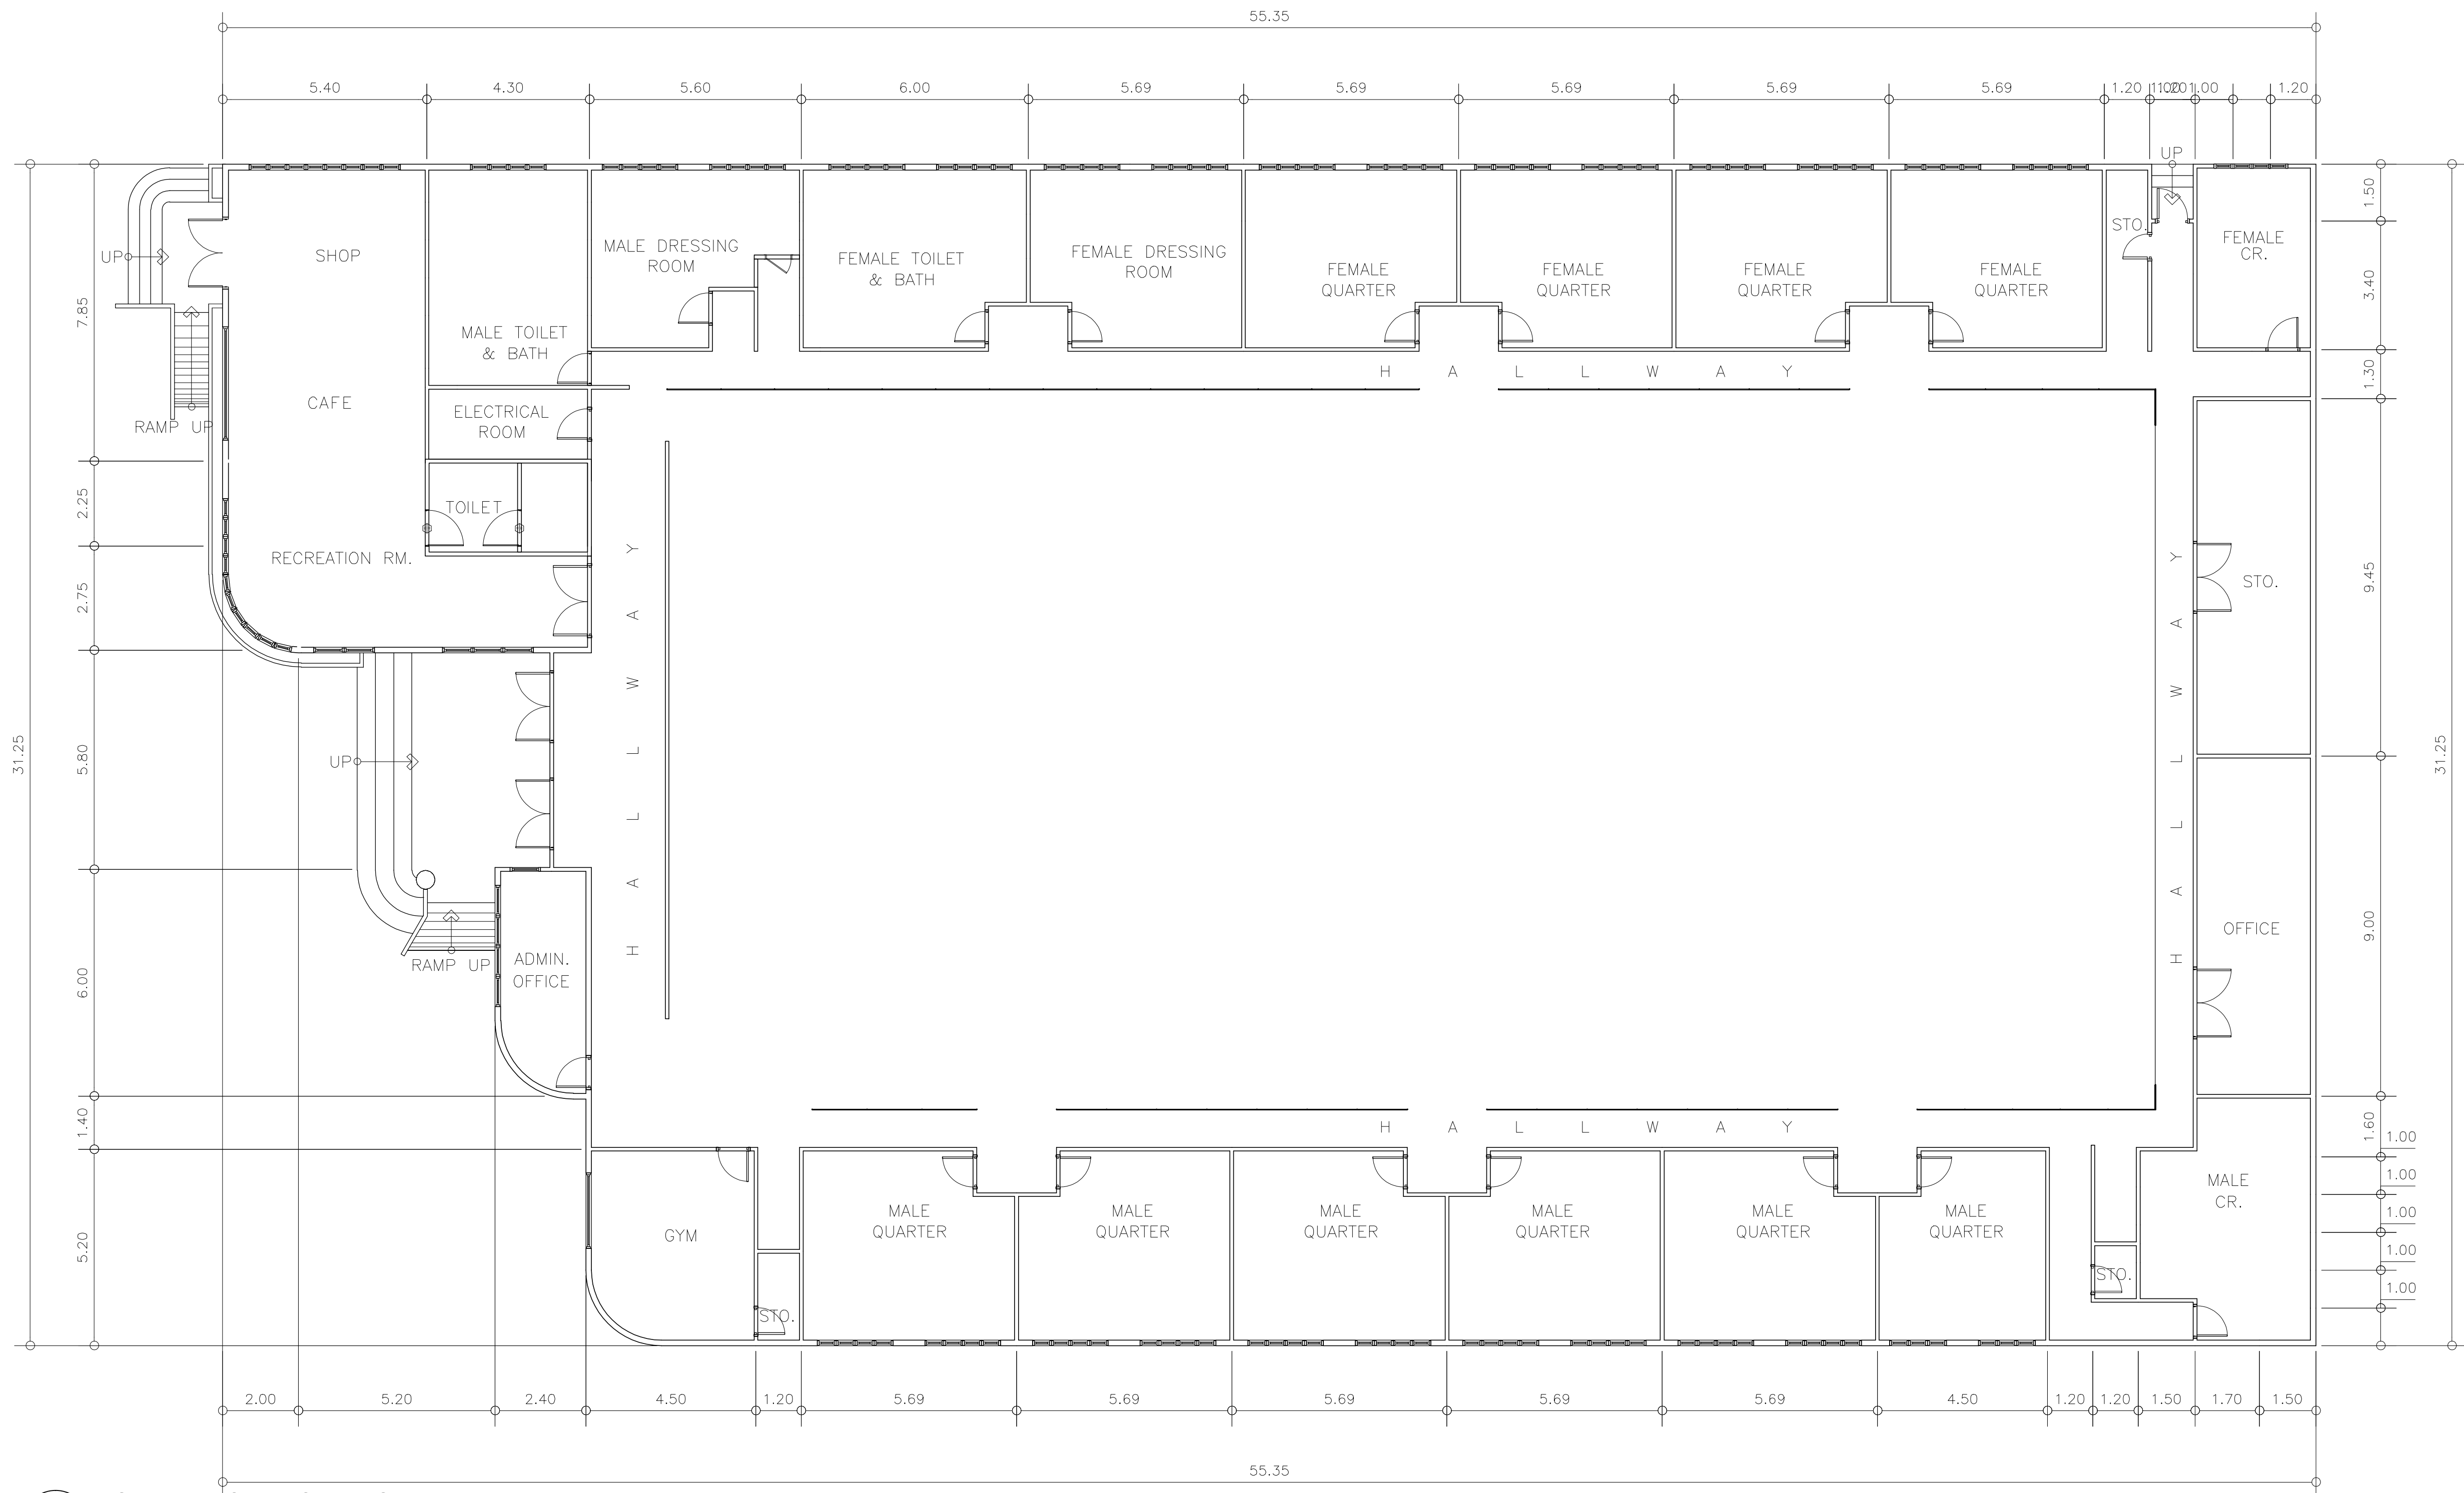 55.35
5.40 4.30 5.60 6.00 5.69 5.69 5.69 5.69 5.69 1.20 1.00 1.20
UP
31.25
7.85
2.25
2.75
5.80
6.00
1.40
5.20
UP
RAMP UP
SHOP
CAFE
RECREATION RM.
MALE TOILET
& BATH
ELECTRICAL
ROOM
TOILET
MALE DRESSING
ROOM
FEMALE TOILET
& BATH
FEMALE DRESSING
ROOM
FEMALE
QUARTER
FEMALE
QUARTER
FEMALE
QUARTER
FEMALE
QUARTER
STO.
FEMALE
CR.
HALLWAY
HALLWAY
HALLWAY
STO.
OFFICE
UP
RAMP UP
ADMIN.
OFFICE
HALLWAY
GYM
STO.
MALE
QUARTER
MALE
QUARTER
MALE
QUARTER
MALE
QUARTER
MALE
QUARTER
MALE
QUARTER
STO.
MALE
CR.
1.50
3.40
1.30
9.45
9.00
1.60
1.00
1.00
1.00
1.00
1.00
31.25
2.00 5.20 2.40 4.50 1.20 5.69 5.69 5.69 5.69 5.69 4.50 1.20 1.20 1.50 1.70 1.50
55.35